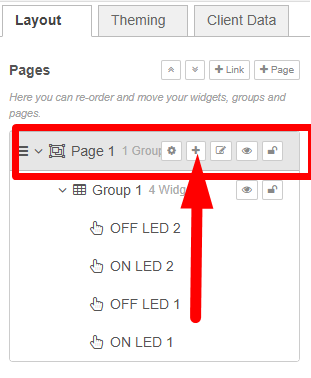 Layout Theming Client Data
Pages + Link + Page
Here you can re-order and move your widgets, groups and
pages.
Page 1 1 Group
Group 1 4 Widg
OFF LED 2
ON LED 2
OFF LED 1
ON LED 1